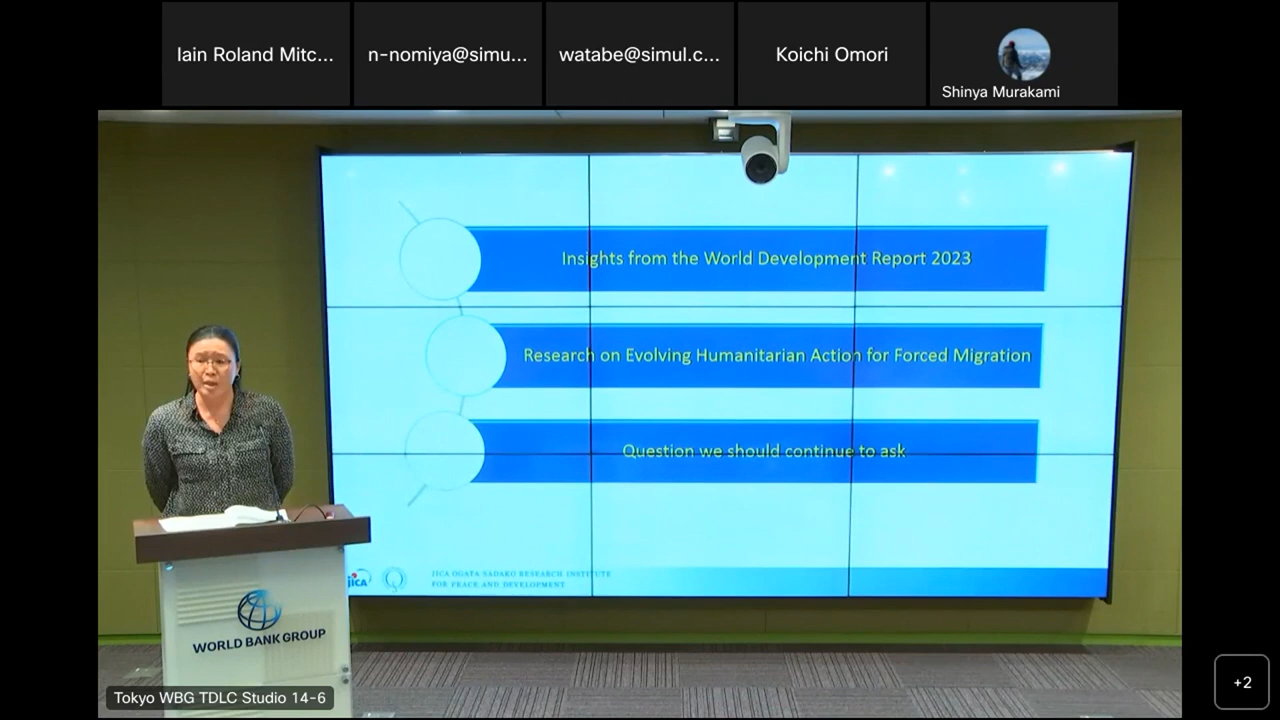 Iain Roland Mitc...
n-nomiya@simu...
watabe@simul.c...
Koichi Omori
Shinya Murakami
Insights from the World Development Report 2023
Research on Evolving Humanitarian Action for Forced Migration
Question we should continue to ask
JICA
JICA OGATA SADAKO RESEARCH INSTITUTE
FOR PEACE AND DEVELOPMENT
WORLD BANK GROUP
Tokyo WBG TDLC Studio 14-6
+2